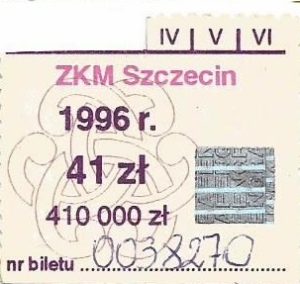 IV V VI
ZKM Szczecin
1996 r.
41 zł
410 000 zł
nr biletu 0038270